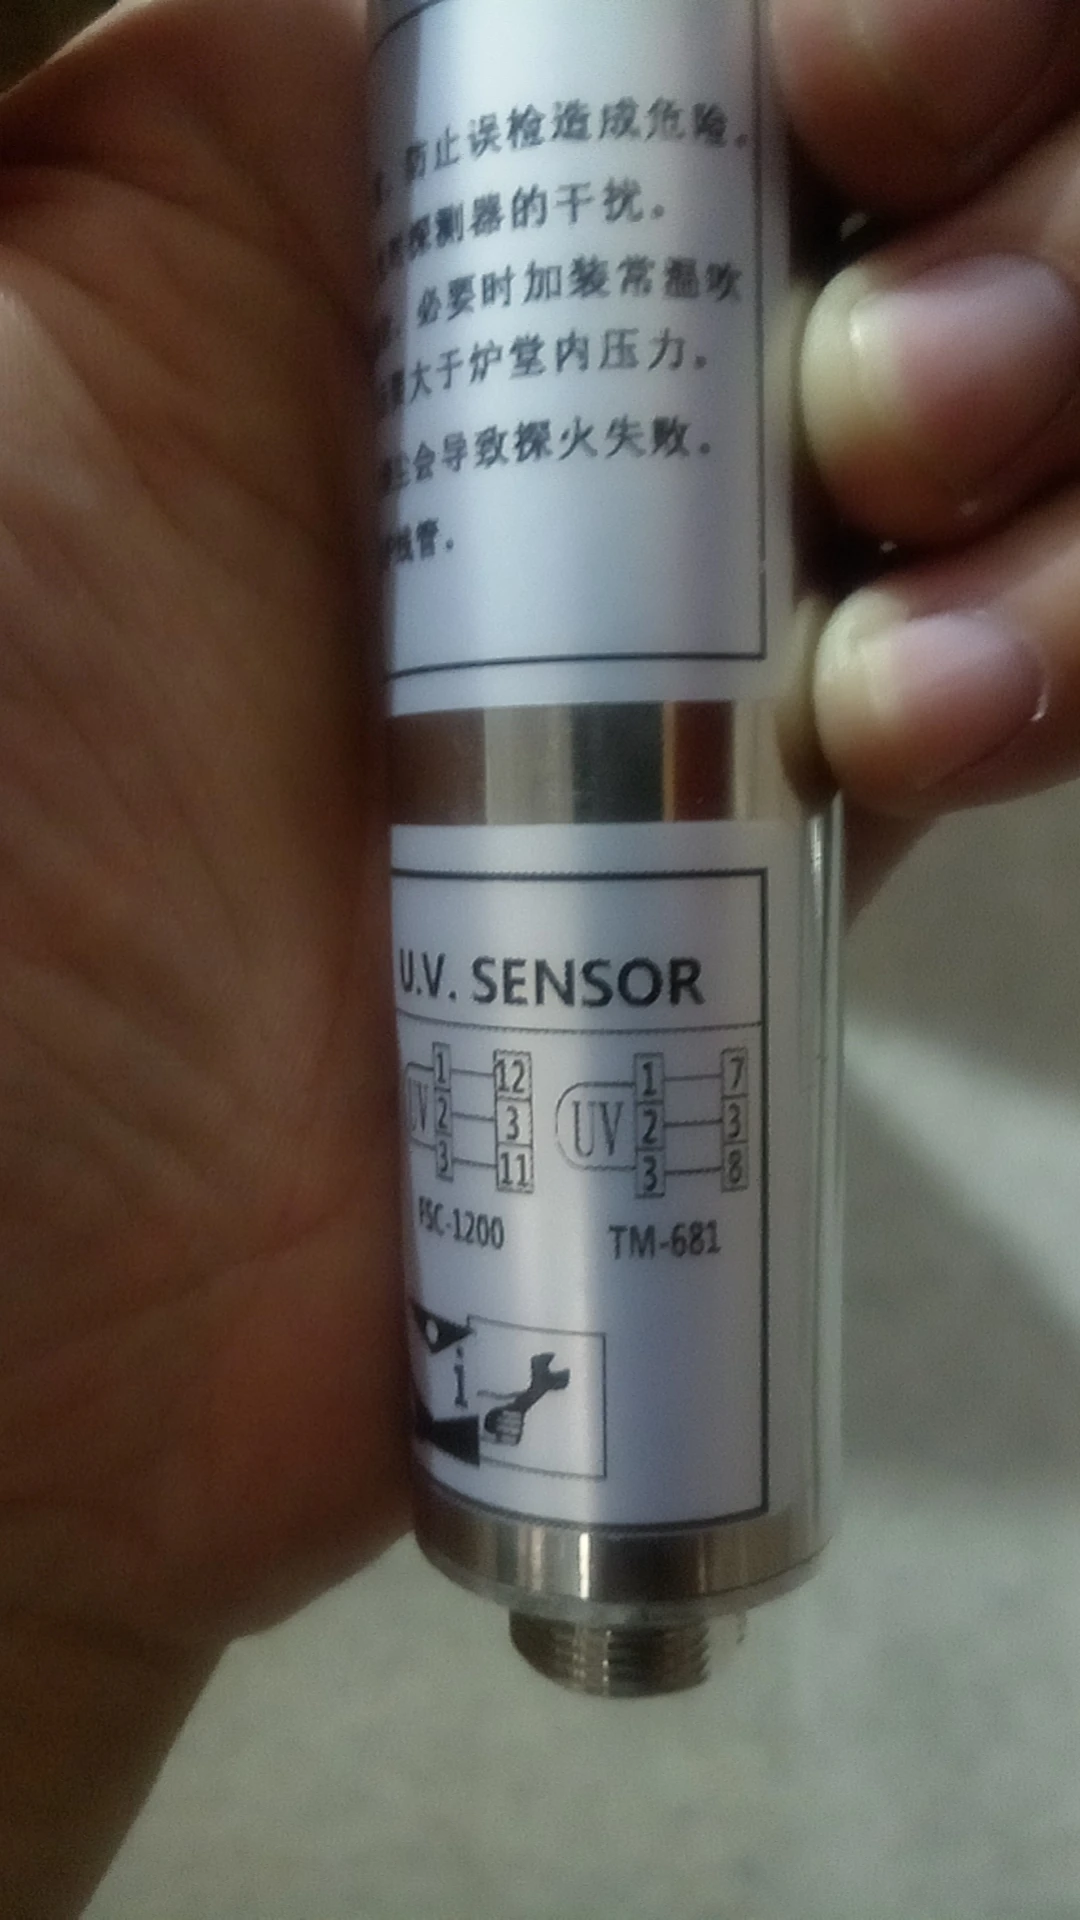 防止误检造成危险。
探测器的干扰。
必要时加装常温吹
大于炉堂内压力。
会导致探火失败。
线管。
U.V. SENSOR
UV 1 12 UV 1 7
2 3 2 3
3 11 3 8
FSC-1200 TM-681
i